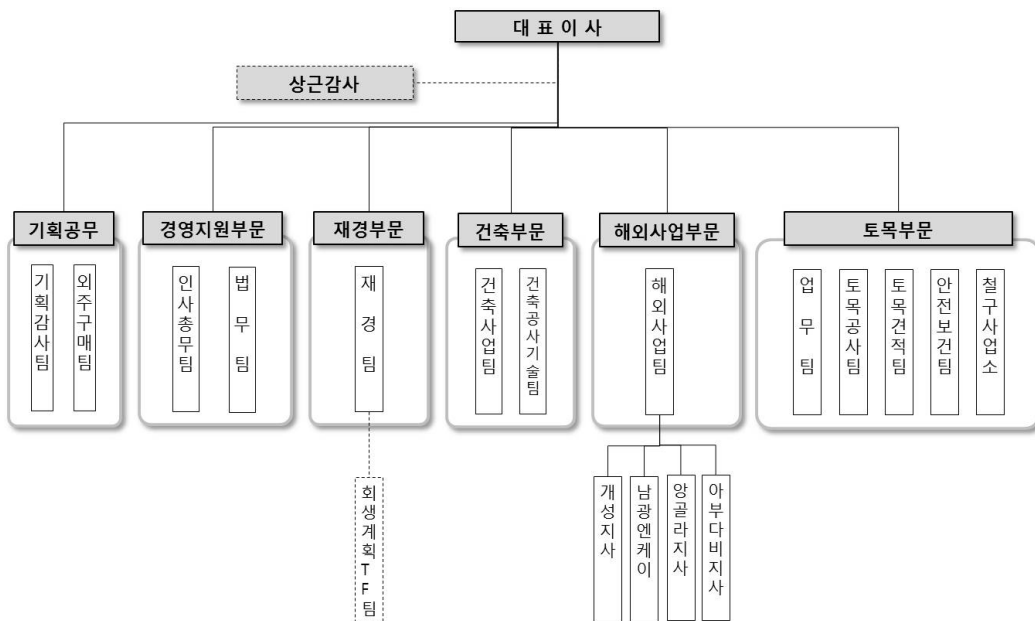 대 표 이 사
상근감사
기획공무
경영지원부문
재경부문
건축부문
해외사업부문
토목부문
기획감사팀
외주구매팀
인사총무팀
법무팀
재경팀
건축사업팀
건축공사기술팀
해외사업팀
업무팀
토목공사팀
토목견적팀
안전보건팀
철구사업소
회생계획TF팀
개성지사
남광엔케이
앙골라지사
아부다비지사